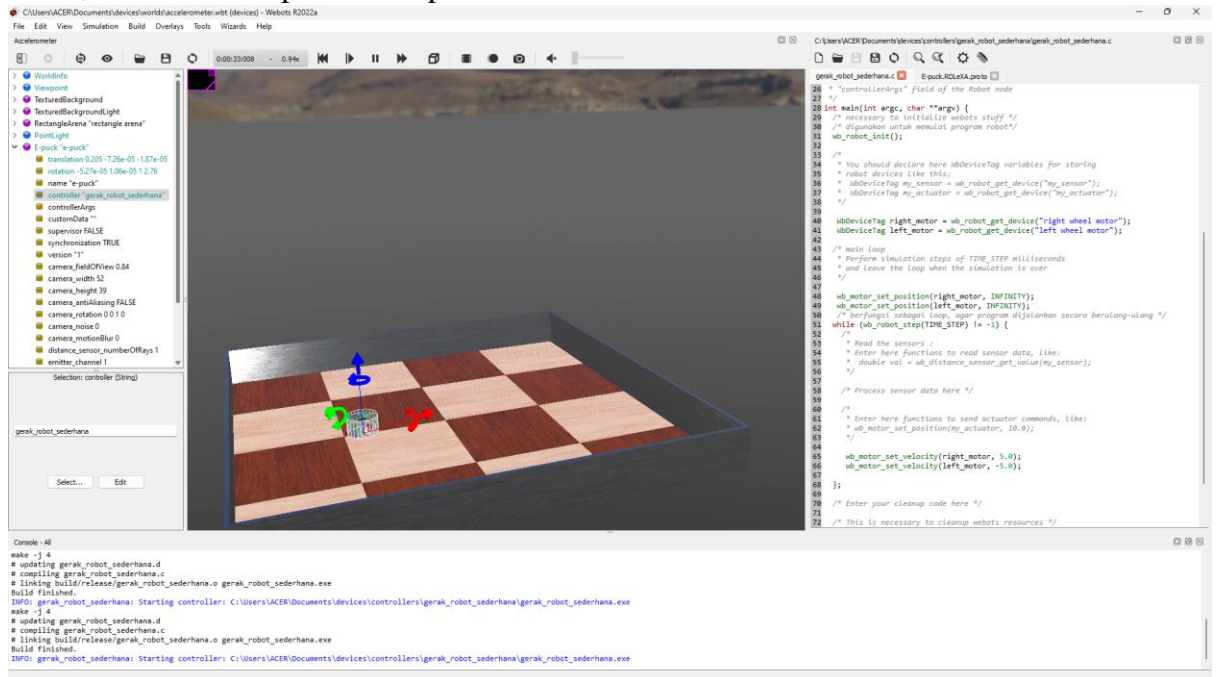 C:\Users\ACER\Documents\devices\worlds\accelerometer.wbt (devices) - Webots R2022a
File Edit View Simulation Build Overlays Tools Wizards Help
Accelerometer
0:00:33:008 - 0.94x
WorldInfo
Viewpoint
TexturedBackground
TexturedBackgroundLight
RectangleArena "rectangle arena"
PointLight
E-puck "e-puck"
translation 0.205 -7.26e-05 -1.87e-05
rotation -5.27e-05 1.06e-05 1 2.76
name "e-puck"
controller "gerak_robot_sederhana"
controllerArgs
customData ""
supervisor FALSE
synchronization TRUE
version "1"
camera_fieldOfView 0.84
camera_width 52
camera_height 39
camera_antiAliasing FALSE
camera_rotation 0 0 1 0
camera_noise 0
camera_motionBlur 0
distance_sensor_numberOfRays 1
emitter_channel 1
Selection: controller (String)
gerak_robot_sederhana
Select... Edit
C:\Users\ACER\Documents\devices\controllers\gerak_robot_sederhana\gerak_robot_sederhana.c
gerak_robot_sederhana.c E-puck.RDLeXA.proto
26 * "controllerArgs" field of the Robot node
27 */
28 int main(int argc, char **argv) {
29 /* necessary to initialize webots stuff */
30 /* digunakan untuk memulai program robot*/
31 wb_robot_init();
32
33 /*
34 * You should declare here WbDeviceTag variables for storing
35 * robot devices like this:
36 * WbDeviceTag my_sensor = wb_robot_get_device("my_sensor");
37 * WbDeviceTag my_actuator = wb_robot_get_device("my_actuator");
38 */
39
40 WbDeviceTag right_motor = wb_robot_get_device("right wheel motor");
41 WbDeviceTag left_motor = wb_robot_get_device("left wheel motor");
42
43 /* main loop
44 * Perform simulation steps of TIME_STEP milliseconds
45 * and leave the loop when the simulation is over
46 */
47
48 wb_motor_set_position(right_motor, INFINITY);
49 wb_motor_set_position(left_motor, INFINITY);
50 /* berfungsi sebagai loop, agar program dijalankan secara berulang-ulang */
51 while (wb_robot_step(TIME_STEP) != -1) {
52 /*
53 * Read the sensors :
54 * Enter here functions to read sensor data, like:
55 * double val = wb_distance_sensor_get_value(my_sensor);
56 */
57
58 /* Process sensor data here */
59
60 /*
61 * Enter here functions to send actuator commands, like:
62 * wb_motor_set_position(my_actuator, 10.0);
63 */
64
65 wb_motor_set_velocity(right_motor, 5.0);
66 wb_motor_set_velocity(left_motor, -5.0);
67
68 };
69
70 /* Enter your cleanup code here */
71
72 /* This is necessary to cleanup webots resources */
Console - All
make -j 4
# updating gerak_robot_sederhana.d
# compiling gerak_robot_sederhana.c
# linking build/release/gerak_robot_sederhana.o gerak_robot_sederhana.exe
Build finished.
INFO: gerak_robot_sederhana: Starting controller: C:\Users\ACER\Documents\devices\controllers\gerak_robot_sederhana\gerak_robot_sederhana.exe
make -j 4
# updating gerak_robot_sederhana.d
# compiling gerak_robot_sederhana.c
# linking build/release/gerak_robot_sederhana.o gerak_robot_sederhana.exe
Build finished.
INFO: gerak_robot_sederhana: Starting controller: C:\Users\ACER\Documents\devices\controllers\gerak_robot_sederhana\gerak_robot_sederhana.exe